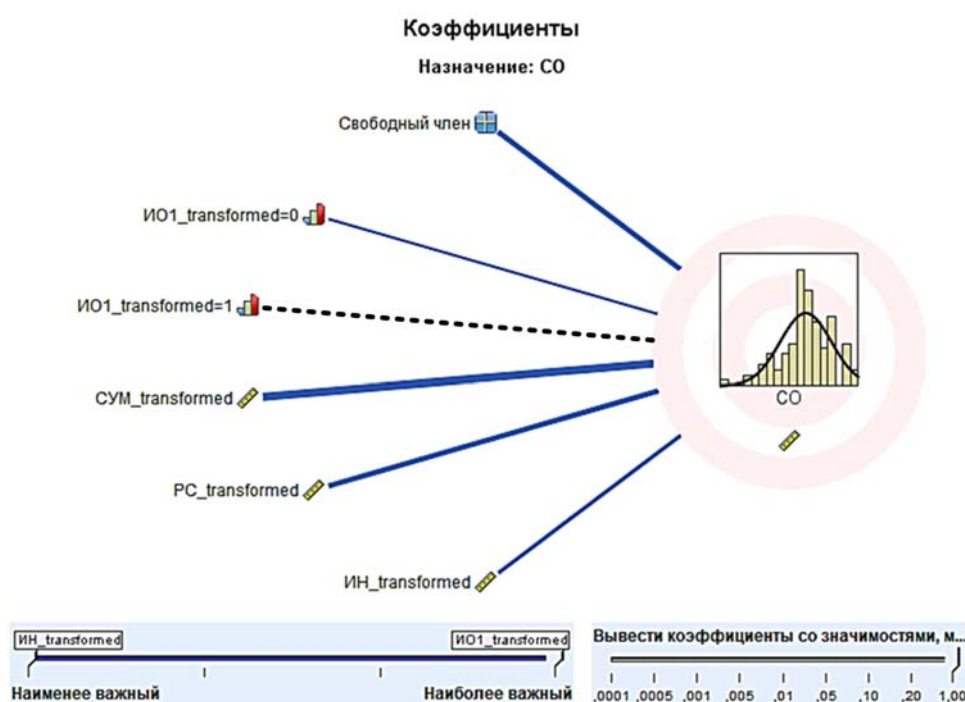 Коэффициенты
Назначение: СО
Свободный член
ИО1_transformed=0
ИО1_transformed=1
СУМ_transformed
РС_transformed
ИН_transformed
СО
ИН_transformed
ИО1_transformed
Наименее важный
Наиболее важный
Вывести коэффициенты со значимостями, м...
,0001 ,0005 ,001 ,005 ,01 ,05 ,10 ,20 1,00